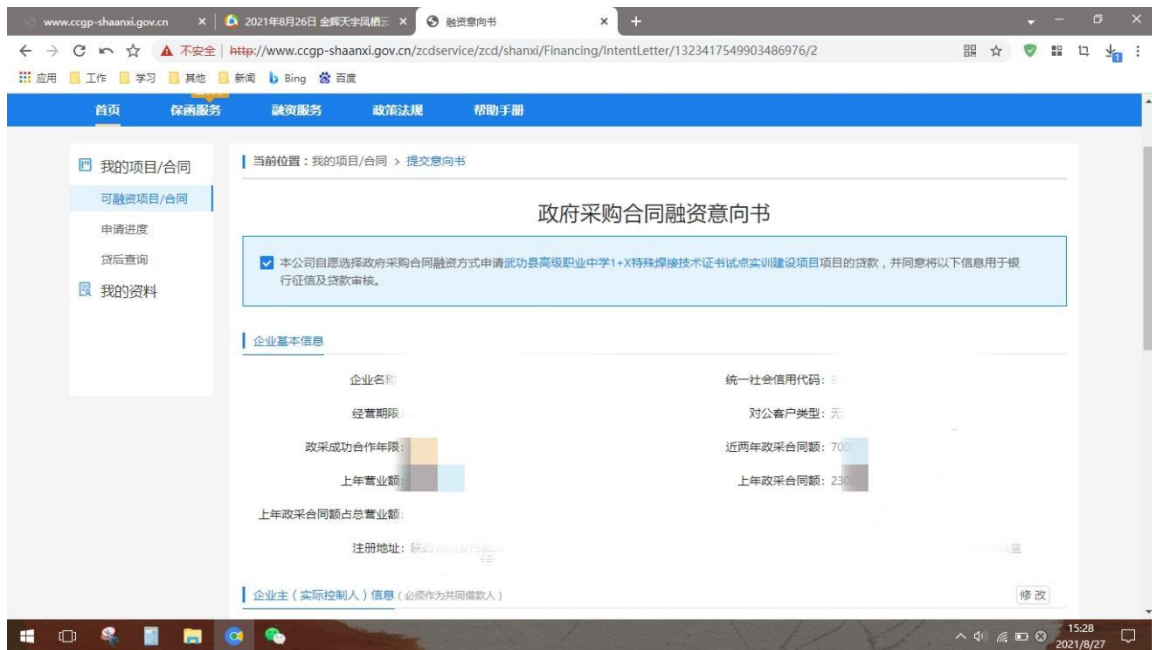 www.ccgp-shaanxi.gov.cn
2021年8月26日 金辉天宇凤栖云
融资意向书
不安全 http://www.ccgp-shaanxi.gov.cn/zcdservice/zcd/shanxi/Financing/IntentLetter/1323417549903486976/2
应用 工作 学习 其他 新闻 Bing 百度
首页 保函服务 融资服务 政策法规 帮助手册
我的项目/合同
可融资项目/合同
申请进度
贷后查询
我的资料
当前位置：我的项目/合同 > 提交意向书
政府采购合同融资意向书
本公司自愿选择政府采购合同融资方式申请武功县高级职业中学1+X特殊焊接技术证书试点实训建设项目项目的贷款，并同意将以下信息用于银
行征信及贷款审核。
企业基本信息
企业名称 统一社会信用代码：9
经营期限： 对公客户类型：无
政采成功合作年限： 近两年政采合同额：700
上年营业额 上年政采合同额：230
上年政采合同额占总营业额：
注册地址：陕
室
企业主（实际控制人）信息（必须作为共同借款人） 修改
15:28
2021/8/27